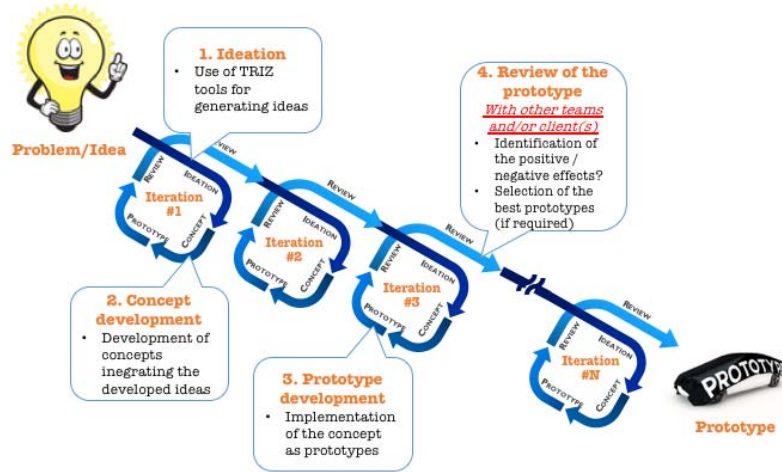 Problem/Idea
1. Ideation
• Use of TRIZ
tools for
generating ideas
4. Review of the
prototype
With other teams
and/or client(s)
• Identification
of the positive /
negative effects?
• Selection of the
best prototypes
(if required)
REVIEW
IDEATION
CONCEPT
PROTOTYPE
Iteration
#1
REVIEW
REVIEW
IDEATION
CONCEPT
PROTOTYPE
Iteration
#2
REVIEW
REVIEW
IDEATION
CONCEPT
PROTOTYPE
Iteration
#3
REVIEW
2. Concept
development
• Development of
concepts
inegrating the
developed ideas
3. Prototype
development
• Implementation
of the concept
as prototypes
REVIEW
IDEATION
CONCEPT
PROTOTYPE
Iteration
#N
REVIEW
PROTOTYPE
Prototype